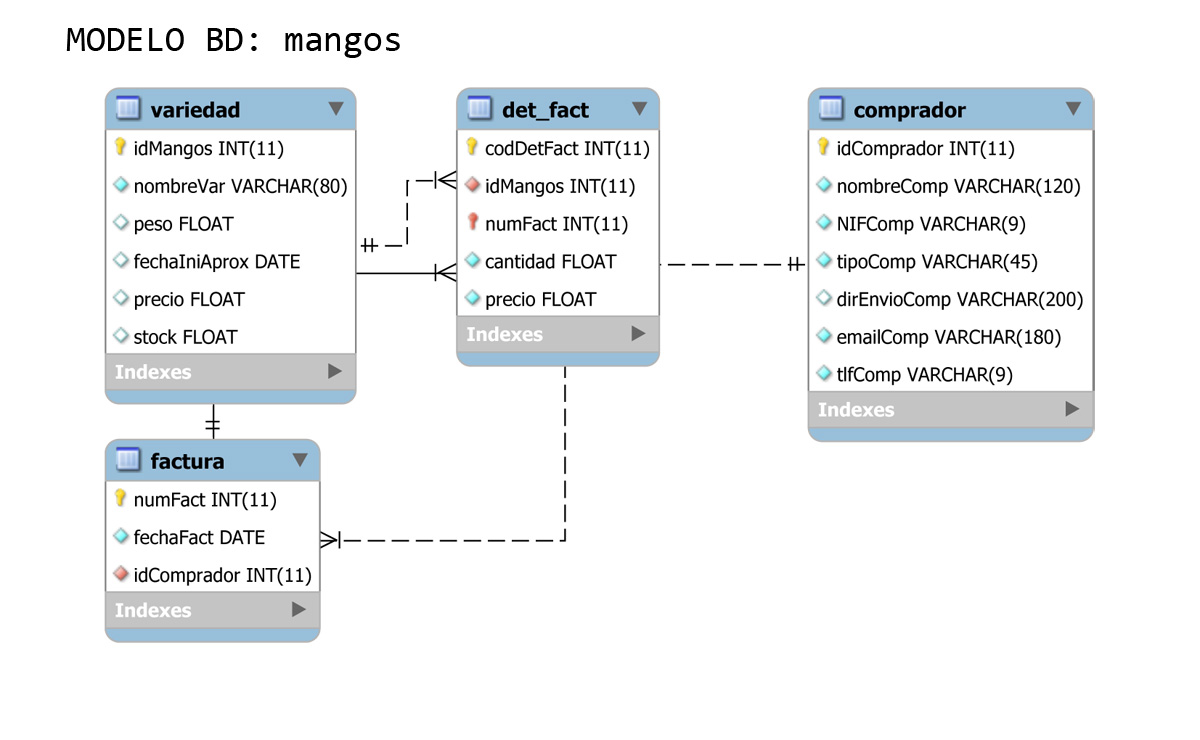 MODELO BD: mangos
variedad
idMangos INT(11)
nombreVar VARCHAR(80)
peso FLOAT
fechaIniAprox DATE
precio FLOAT
stock FLOAT
Indexes
det_fact
codDetFact INT(11)
idMangos INT(11)
numFact INT(11)
cantidad FLOAT
precio FLOAT
Indexes
comprador
idComprador INT(11)
nombreComp VARCHAR(120)
NIFComp VARCHAR(9)
tipoComp VARCHAR(45)
dirEnvioComp VARCHAR(200)
emailComp VARCHAR(180)
tlfComp VARCHAR(9)
Indexes
factura
numFact INT(11)
fechaFact DATE
idComprador INT(11)
Indexes